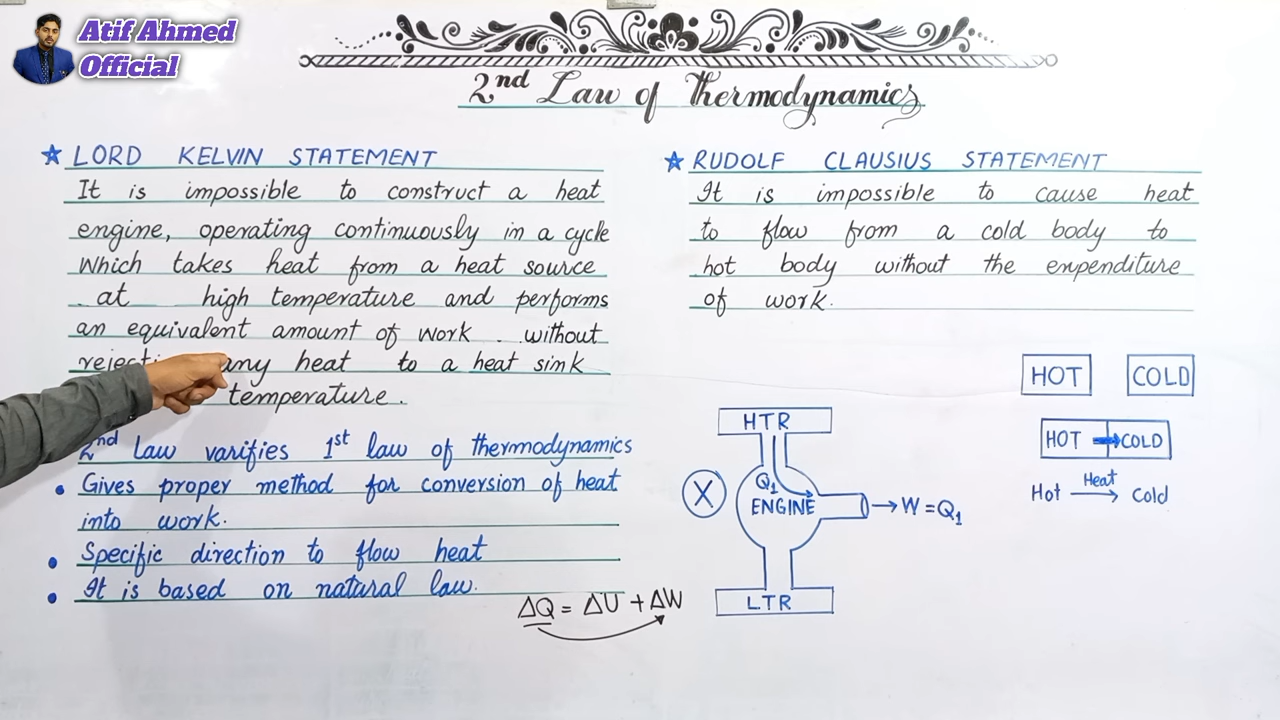 Atif Ahmed
Official
2nd Law of Thermodynamics
★ LORD KELVIN STATEMENT
It is impossible to construct a heat
engine, operating continuously in a cycle
Which takes heat from a heat source
at high temperature and performs
an equivalent amount of work without
any heat to a heat sink
temperature.
2nd Law varifies 1st law of thermodynamics
• Gives proper method for conversion of heat
into work.
• Specific direction to flow heat
• It is based on natural law.
ΔQ = ΔU + ΔW
★ RUDOLF CLAUSIUS STATEMENT
It is impossible to cause heat
to flow from a cold body to
hot body without the enpenditure
of work.
HTR
Q1
ENGINE
X
→ W = Q1
LTR
HOT COLD
HOT → COLD
Heat
Hot → Cold